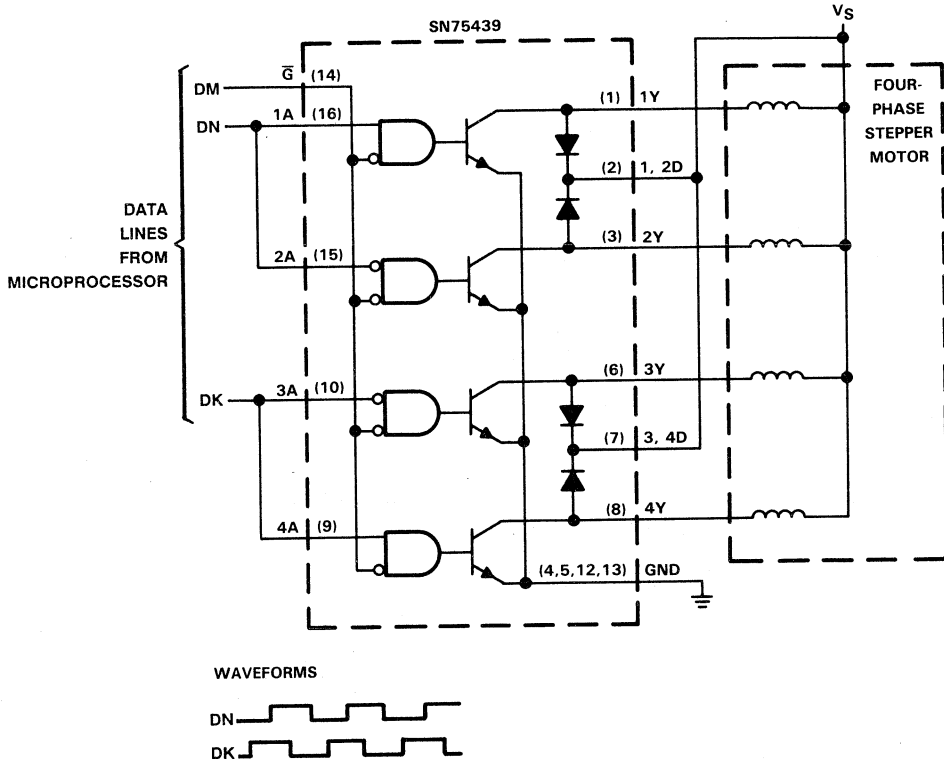 SN75439
VS
DM
G (14)
DN
1A (16)
(1) 1Y
FOUR-
PHASE
STEPPER
MOTOR
(2) 1, 2D
DATA
LINES
FROM
MICROPROCESSOR
2A (15)
(3) 2Y
DK
3A (10)
(6) 3Y
(7) 3, 4D
4A (9)
(8) 4Y
(4,5,12,13) GND
WAVEFORMS
DN
DK